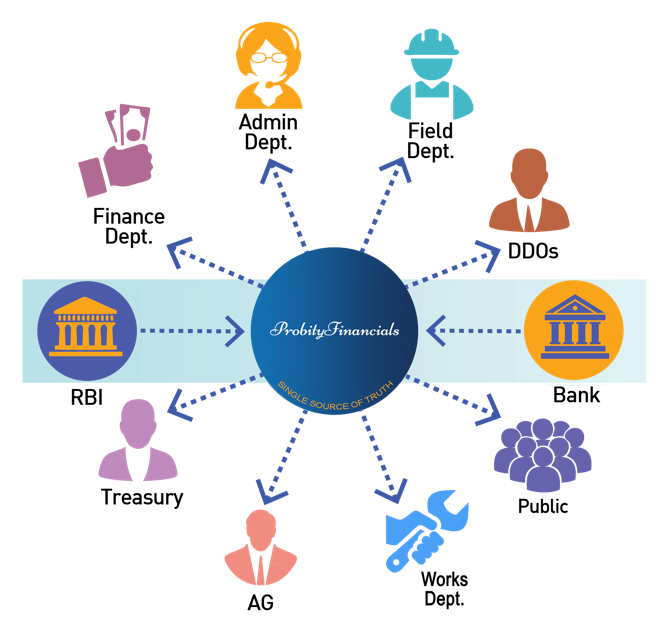 Admin
Dept.
Field
Dept.
Finance
Dept.
DDOs
ProbityFinancials
SINGLE SOURCE OF TRUTH
RBI
Bank
Treasury
Public
AG
Works
Dept.